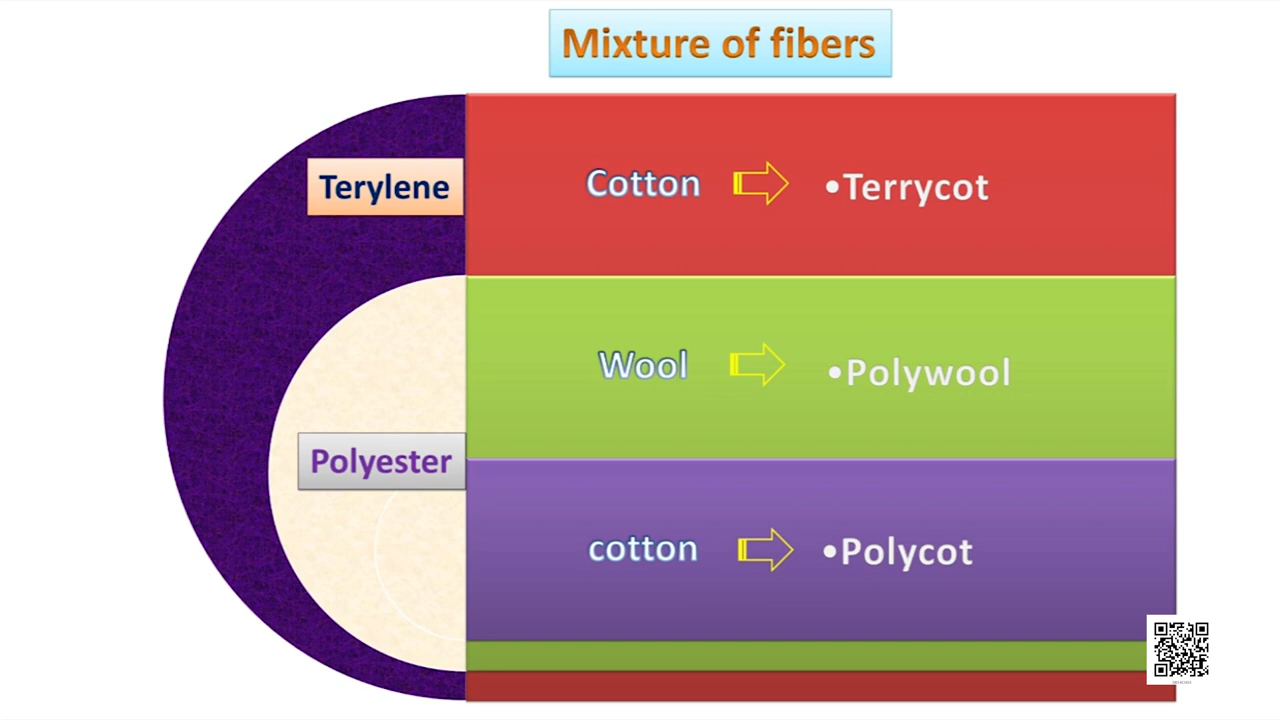 Mixture of fibers
Terylene
Cotton
•Terrycot
Wool
•Polywool
Polyester
cotton
•Polycot